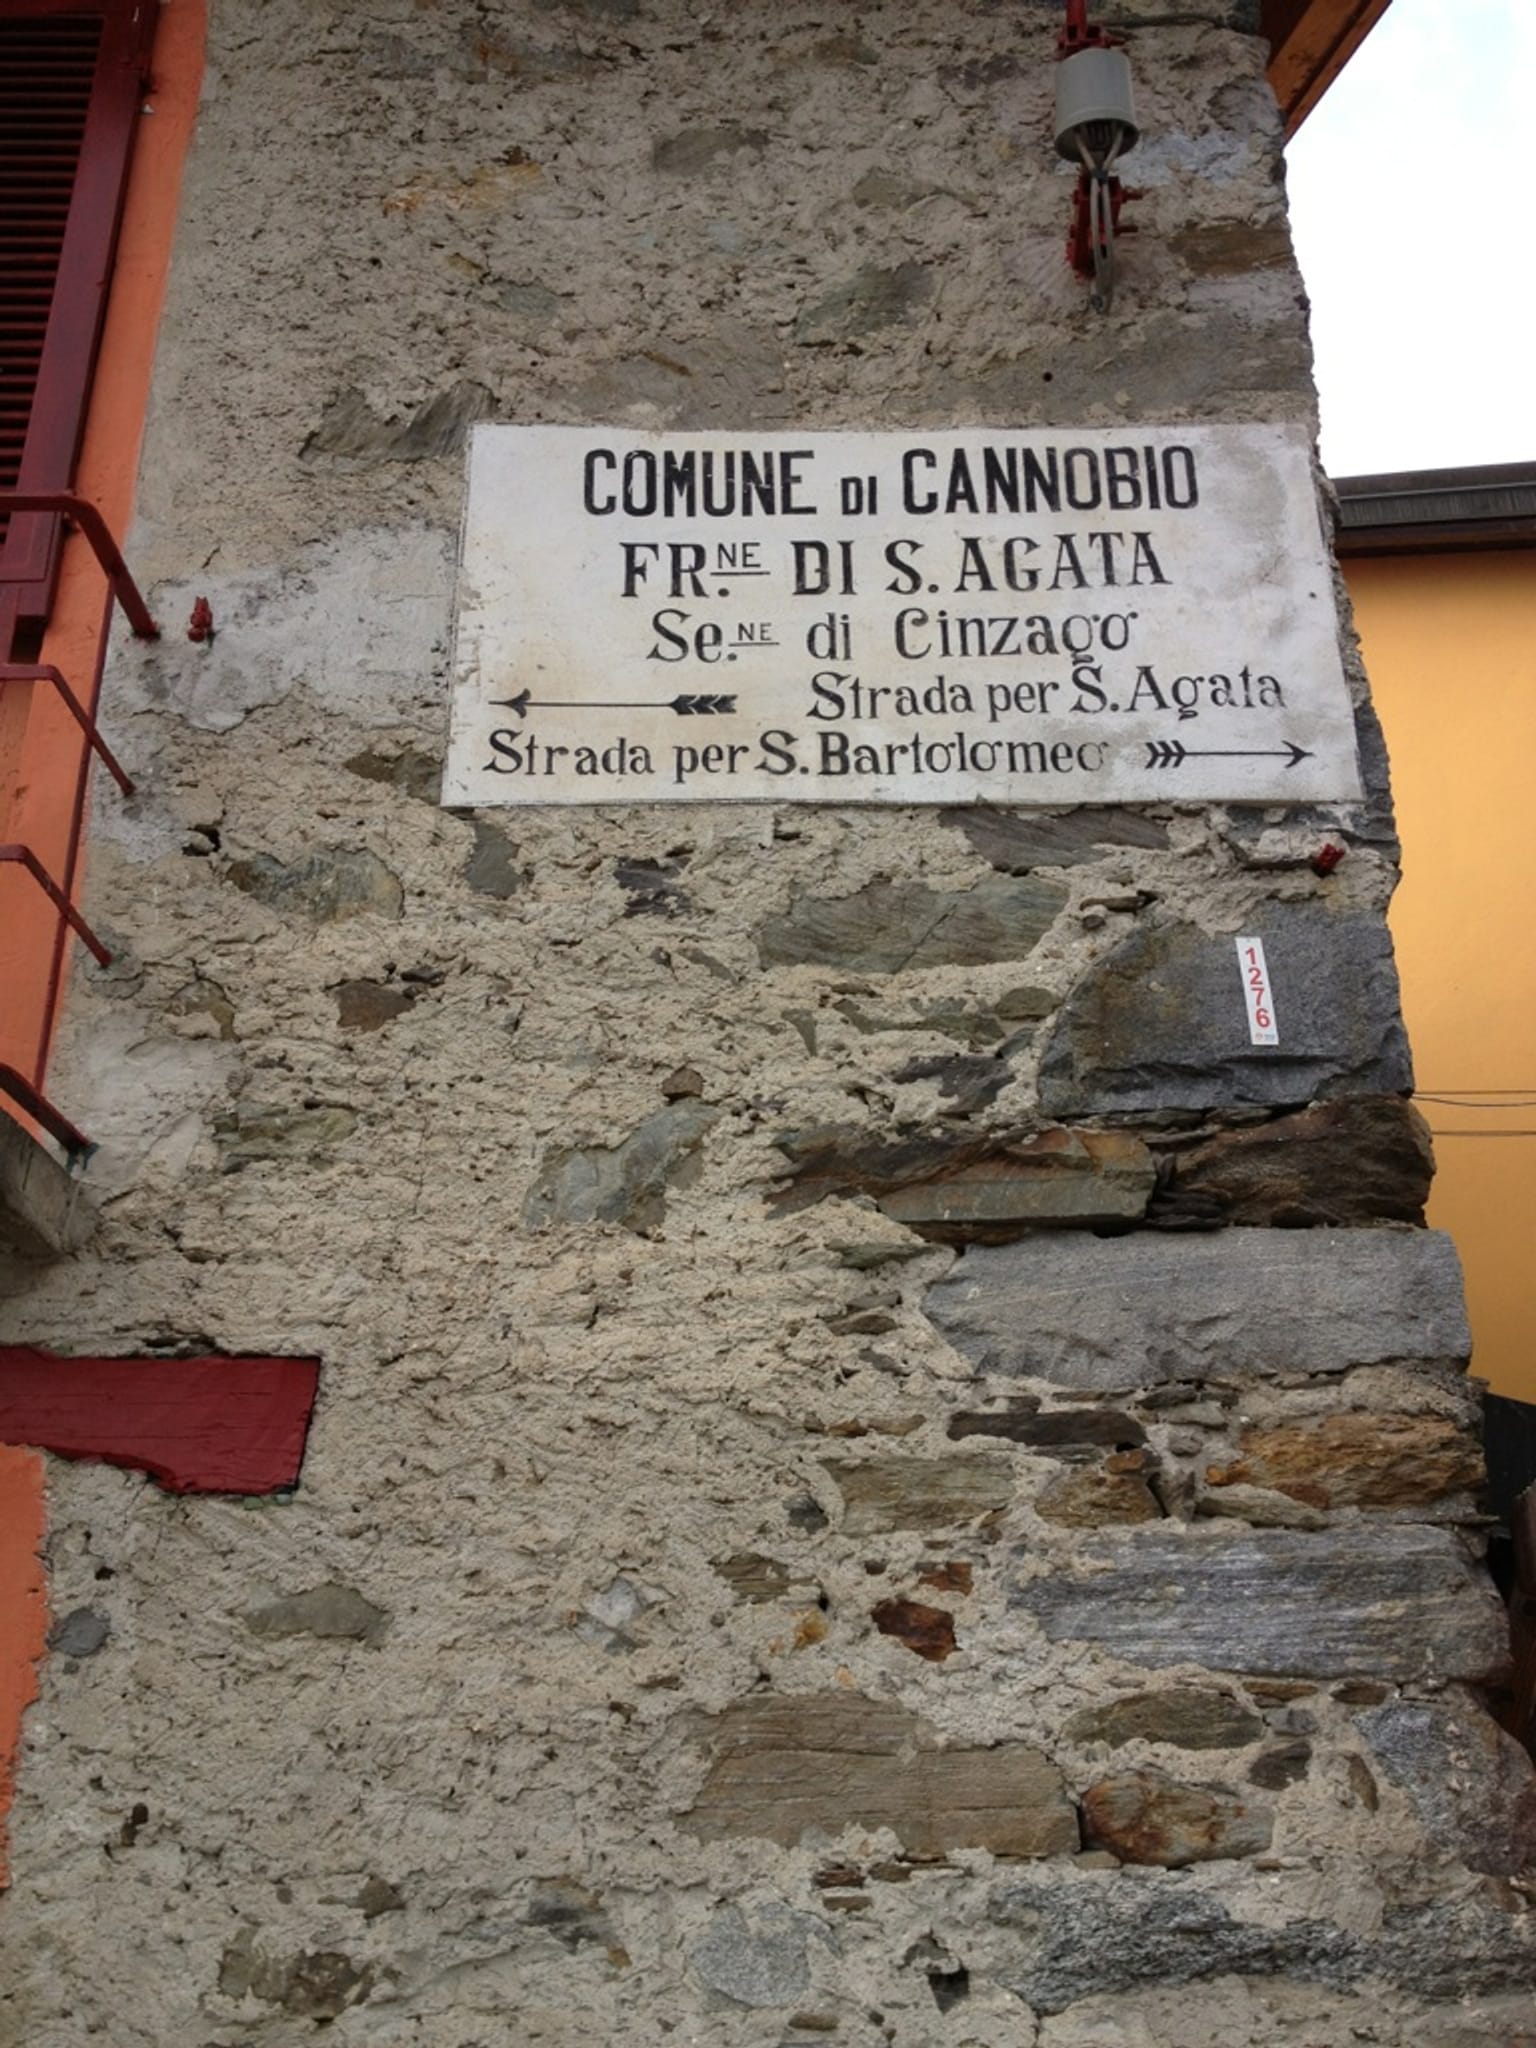 COMUNE DI CANNOBIO
FR.NE DI S. AGATA
Se.NE di Cinzago
Strada per S. Agata
Strada per S. Bartolomeo
1276